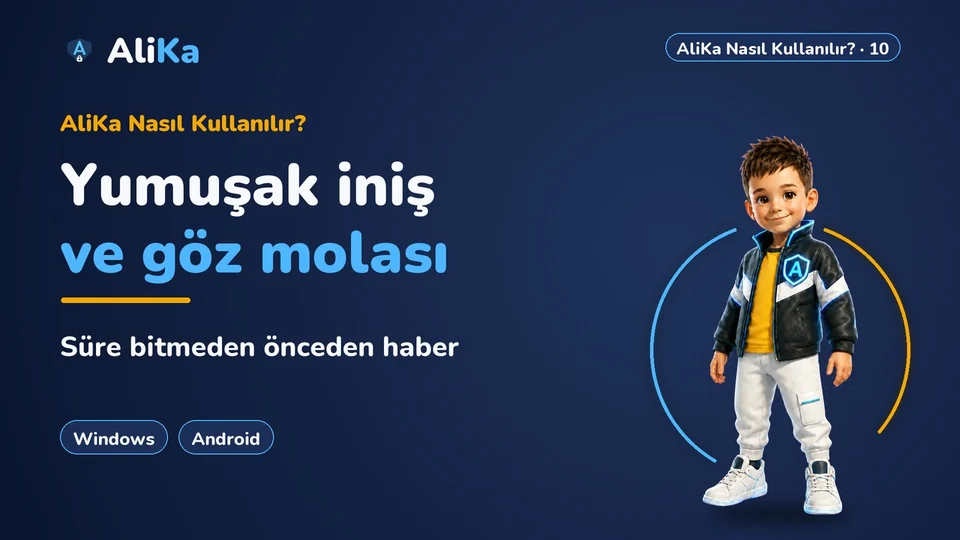 AliKa
AliKa Nasıl Kullanılır? · 10
AliKa Nasıl Kullanılır?
Yumuşak iniş
ve göz molası
Süre bitmeden önceden haber
Windows
Android
A
A